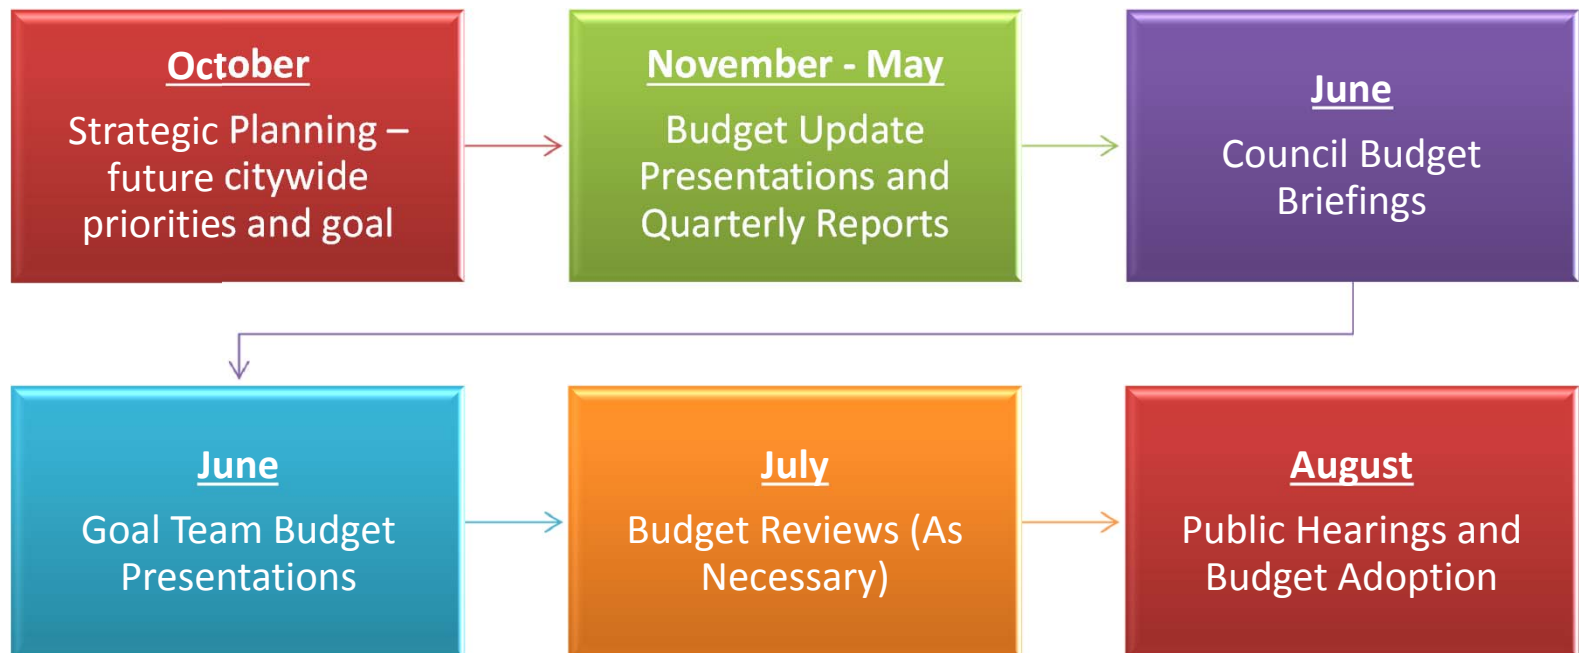 October
Strategic Planning –
future citywide
priorities and goal
November - May
Budget Update
Presentations and
Quarterly Reports
June
Council Budget
Briefings
June
Goal Team Budget
Presentations
July
Budget Reviews (As
Necessary)
August
Public Hearings and
Budget Adoption